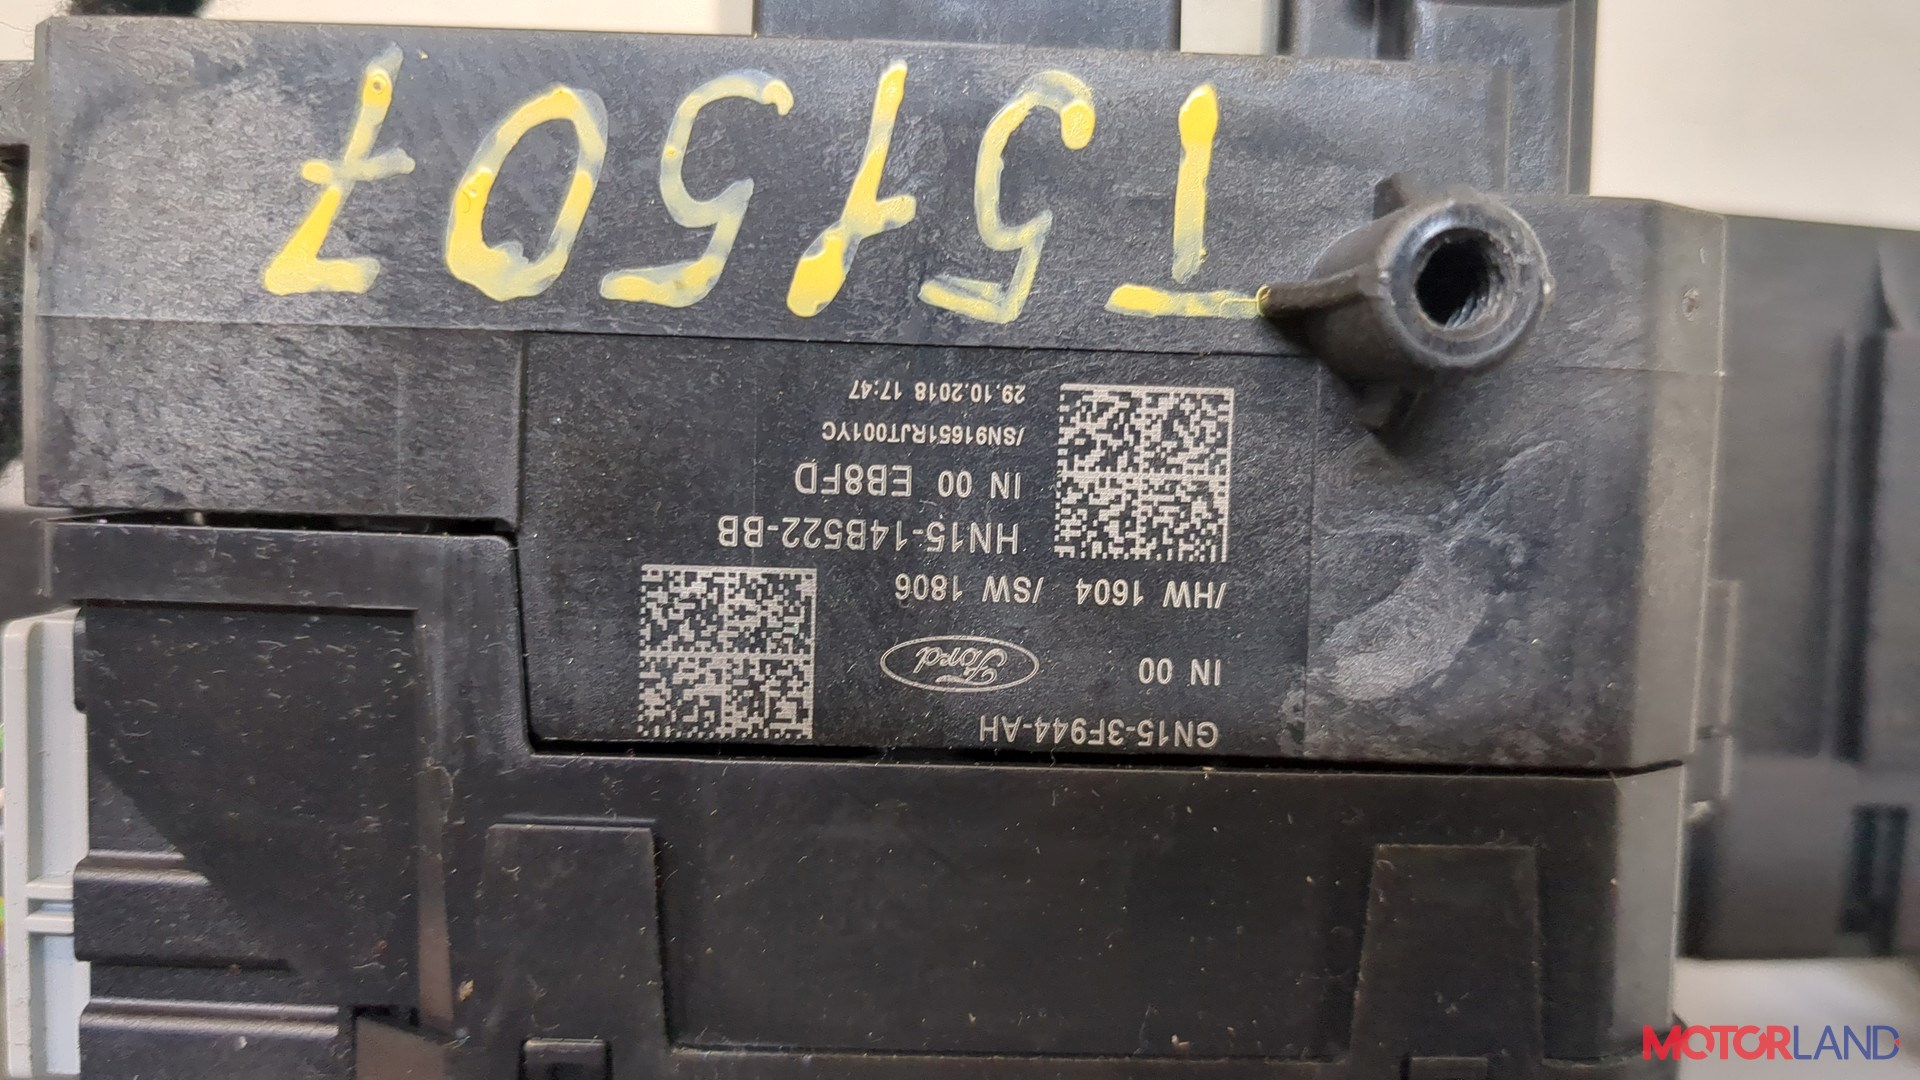 GN15-3F944-AH
IN 00
Ford
/HW 1604 /SW 1806
HN15-14B522-BB
IN 00 EB8FD
/SN91651RJT001YC
29.10.2018 17:47
T51507
MOTORLAND